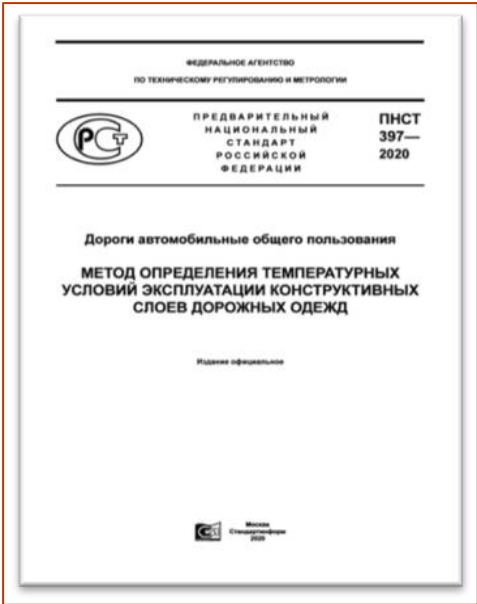 ФЕДЕРАЛЬНОЕ АГЕНТСТВО
ПО ТЕХНИЧЕСКОМУ РЕГУЛИРОВАНИЮ И МЕТРОЛОГИИ
ПРЕДВАРИТЕЛЬНЫЙ
НАЦИОНАЛЬНЫЙ
СТАНДАРТ
РОССИЙСКОЙ
ФЕДЕРАЦИИ
ПНСТ
397—
2020
Дороги автомобильные общего пользования
МЕТОД ОПРЕДЕЛЕНИЯ ТЕМПЕРАТУРНЫХ
УСЛОВИЙ ЭКСПЛУАТАЦИИ КОНСТРУКТИВНЫХ
СЛОЕВ ДОРОЖНЫХ ОДЕЖД
Издание официальное
Москва
Стандартинформ
2020